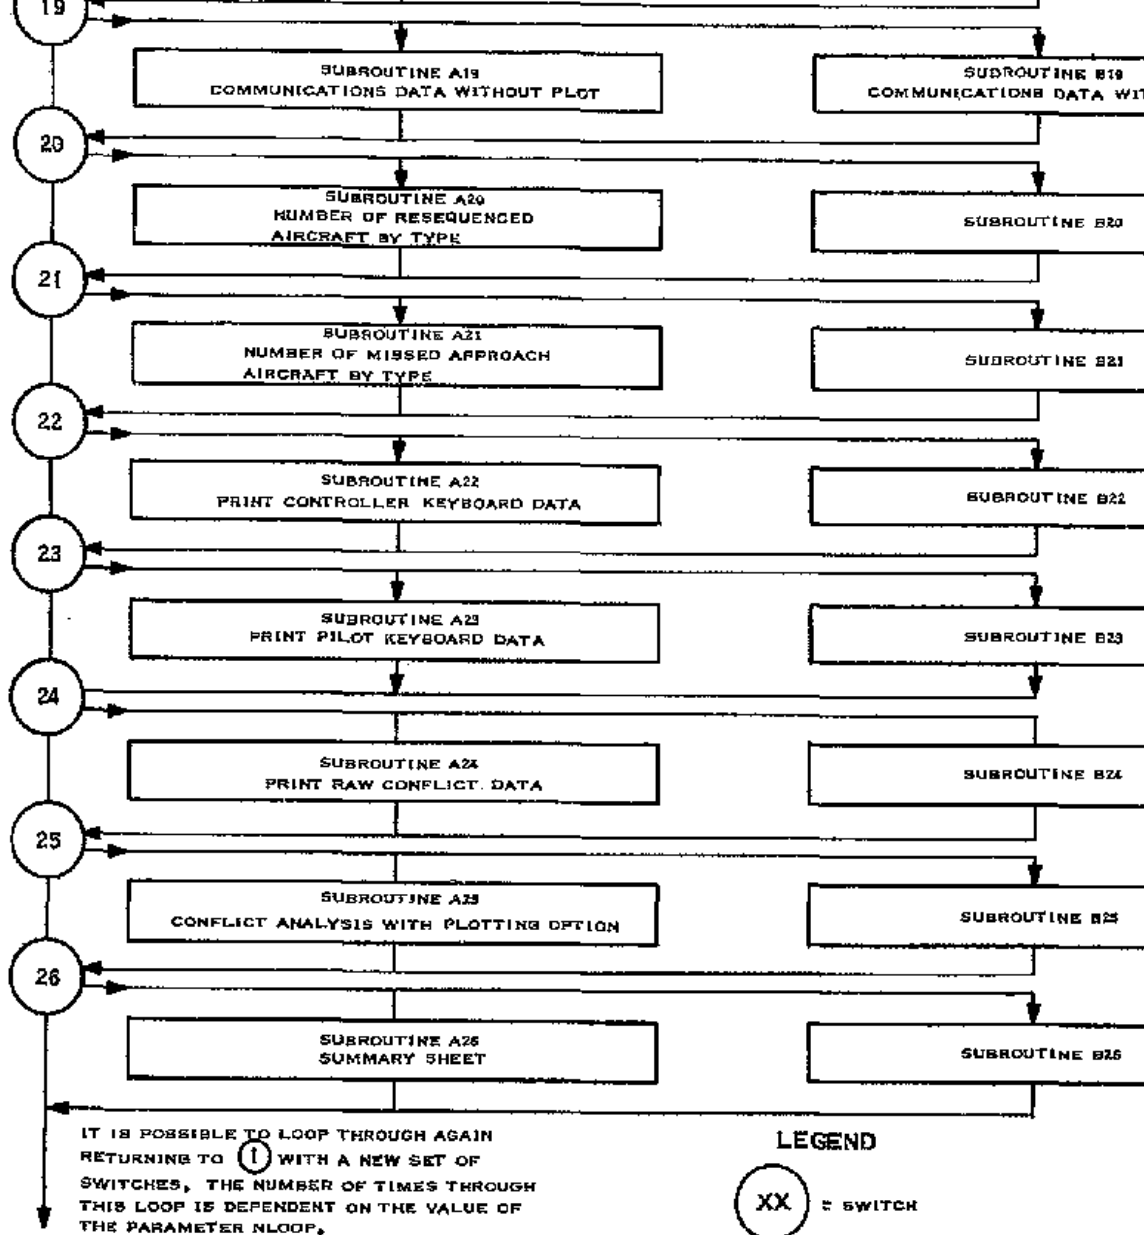 19
SUBROUTINE A19
COMMUNICATIONS DATA WITHOUT PLOT
SUBROUTINE B19
COMMUNICATIONS DATA WIT
20
SUBROUTINE A20
NUMBER OF RESEQUENCED
AIRCRAFT BY TYPE
SUBROUTINE B20
21
SUBROUTINE A21
NUMBER OF MISSED APPROACH
AIRCRAFT BY TYPE
SUBROUTINE B21
22
SUBROUTINE A22
PRINT CONTROLLER KEYBOARD DATA
SUBROUTINE B22
23
SUBROUTINE A23
PRINT PILOT KEYBOARD DATA
SUBROUTINE B23
24
SUBROUTINE A24
PRINT RAW CONFLICT DATA
SUBROUTINE B24
25
SUBROUTINE A25
CONFLICT ANALYSIS WITH PLOTTING OPTION
SUBROUTINE B25
26
SUBROUTINE A26
SUMMARY SHEET
SUBROUTINE B26
IT IS POSSIBLE TO LOOP THROUGH AGAIN
RETURNING TO 1 WITH A NEW SET OF
SWITCHES, THE NUMBER OF TIMES THROUGH
THIS LOOP IS DEPENDENT ON THE VALUE OF
THE PARAMETER NLOOP.
LEGEND
XX = SWITCH